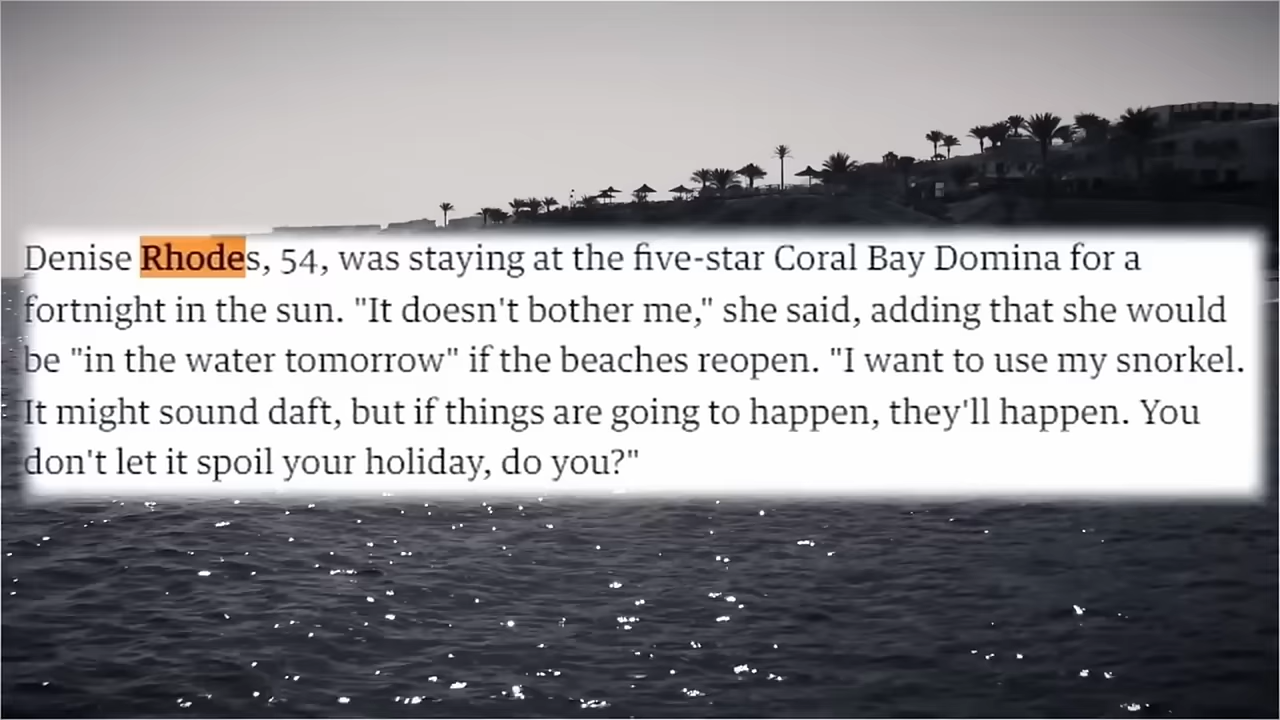 Denise Rhodes, 54, was staying at the five-star Coral Bay Domina for a
fortnight in the sun. "It doesn't bother me," she said, adding that she would
be "in the water tomorrow" if the beaches reopen. "I want to use my snorkel.
It might sound daft, but if things are going to happen, they'll happen. You
don't let it spoil your holiday, do you?"